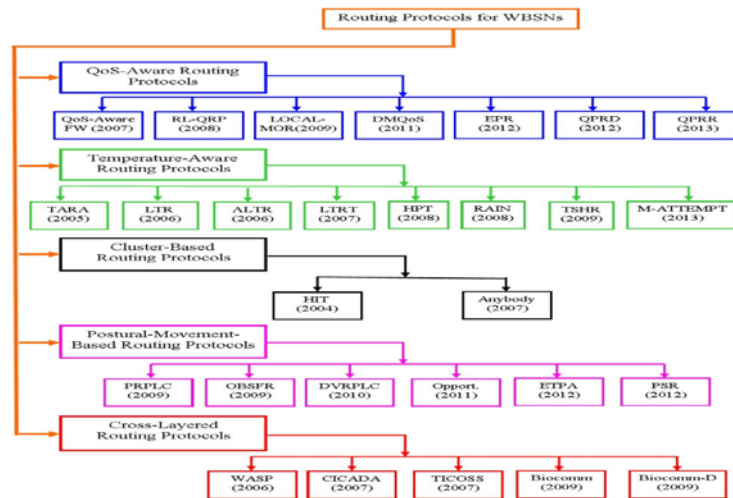 Routing Protocols for WBSNs
QoS-Aware Routing
Protocols
QoS-Aware
FW (2007)
RL-QRP
(2008)
LOCAL-
MOR(2009)
DMQoS
(2011)
EPR
(2012)
QPRD
(2012)
QPRR
(2013)
Temperature-Aware
Routing Protocols
TARA
(2005)
LTR
(2006)
ALTR
(2006)
LTRT
(2007)
HPT
(2008)
RAIN
(2008)
TSHR
(2009)
M-ATTEMPT
(2013)
Cluster-Based
Routing Protocols
HIT
(2004)
Anybody
(2007)
Postural-Movement-
Based Routing Protocols
PRPLC
(2009)
OBSFR
(2009)
DVRPLC
(2010)
Opport.
(2011)
ETPA
(2012)
PSR
(2012)
Cross-Layered
Routing Protocols
WASP
(2006)
CICADA
(2007)
TICOSS
(2007)
Biocomm
(2009)
Biocomm-D
(2009)